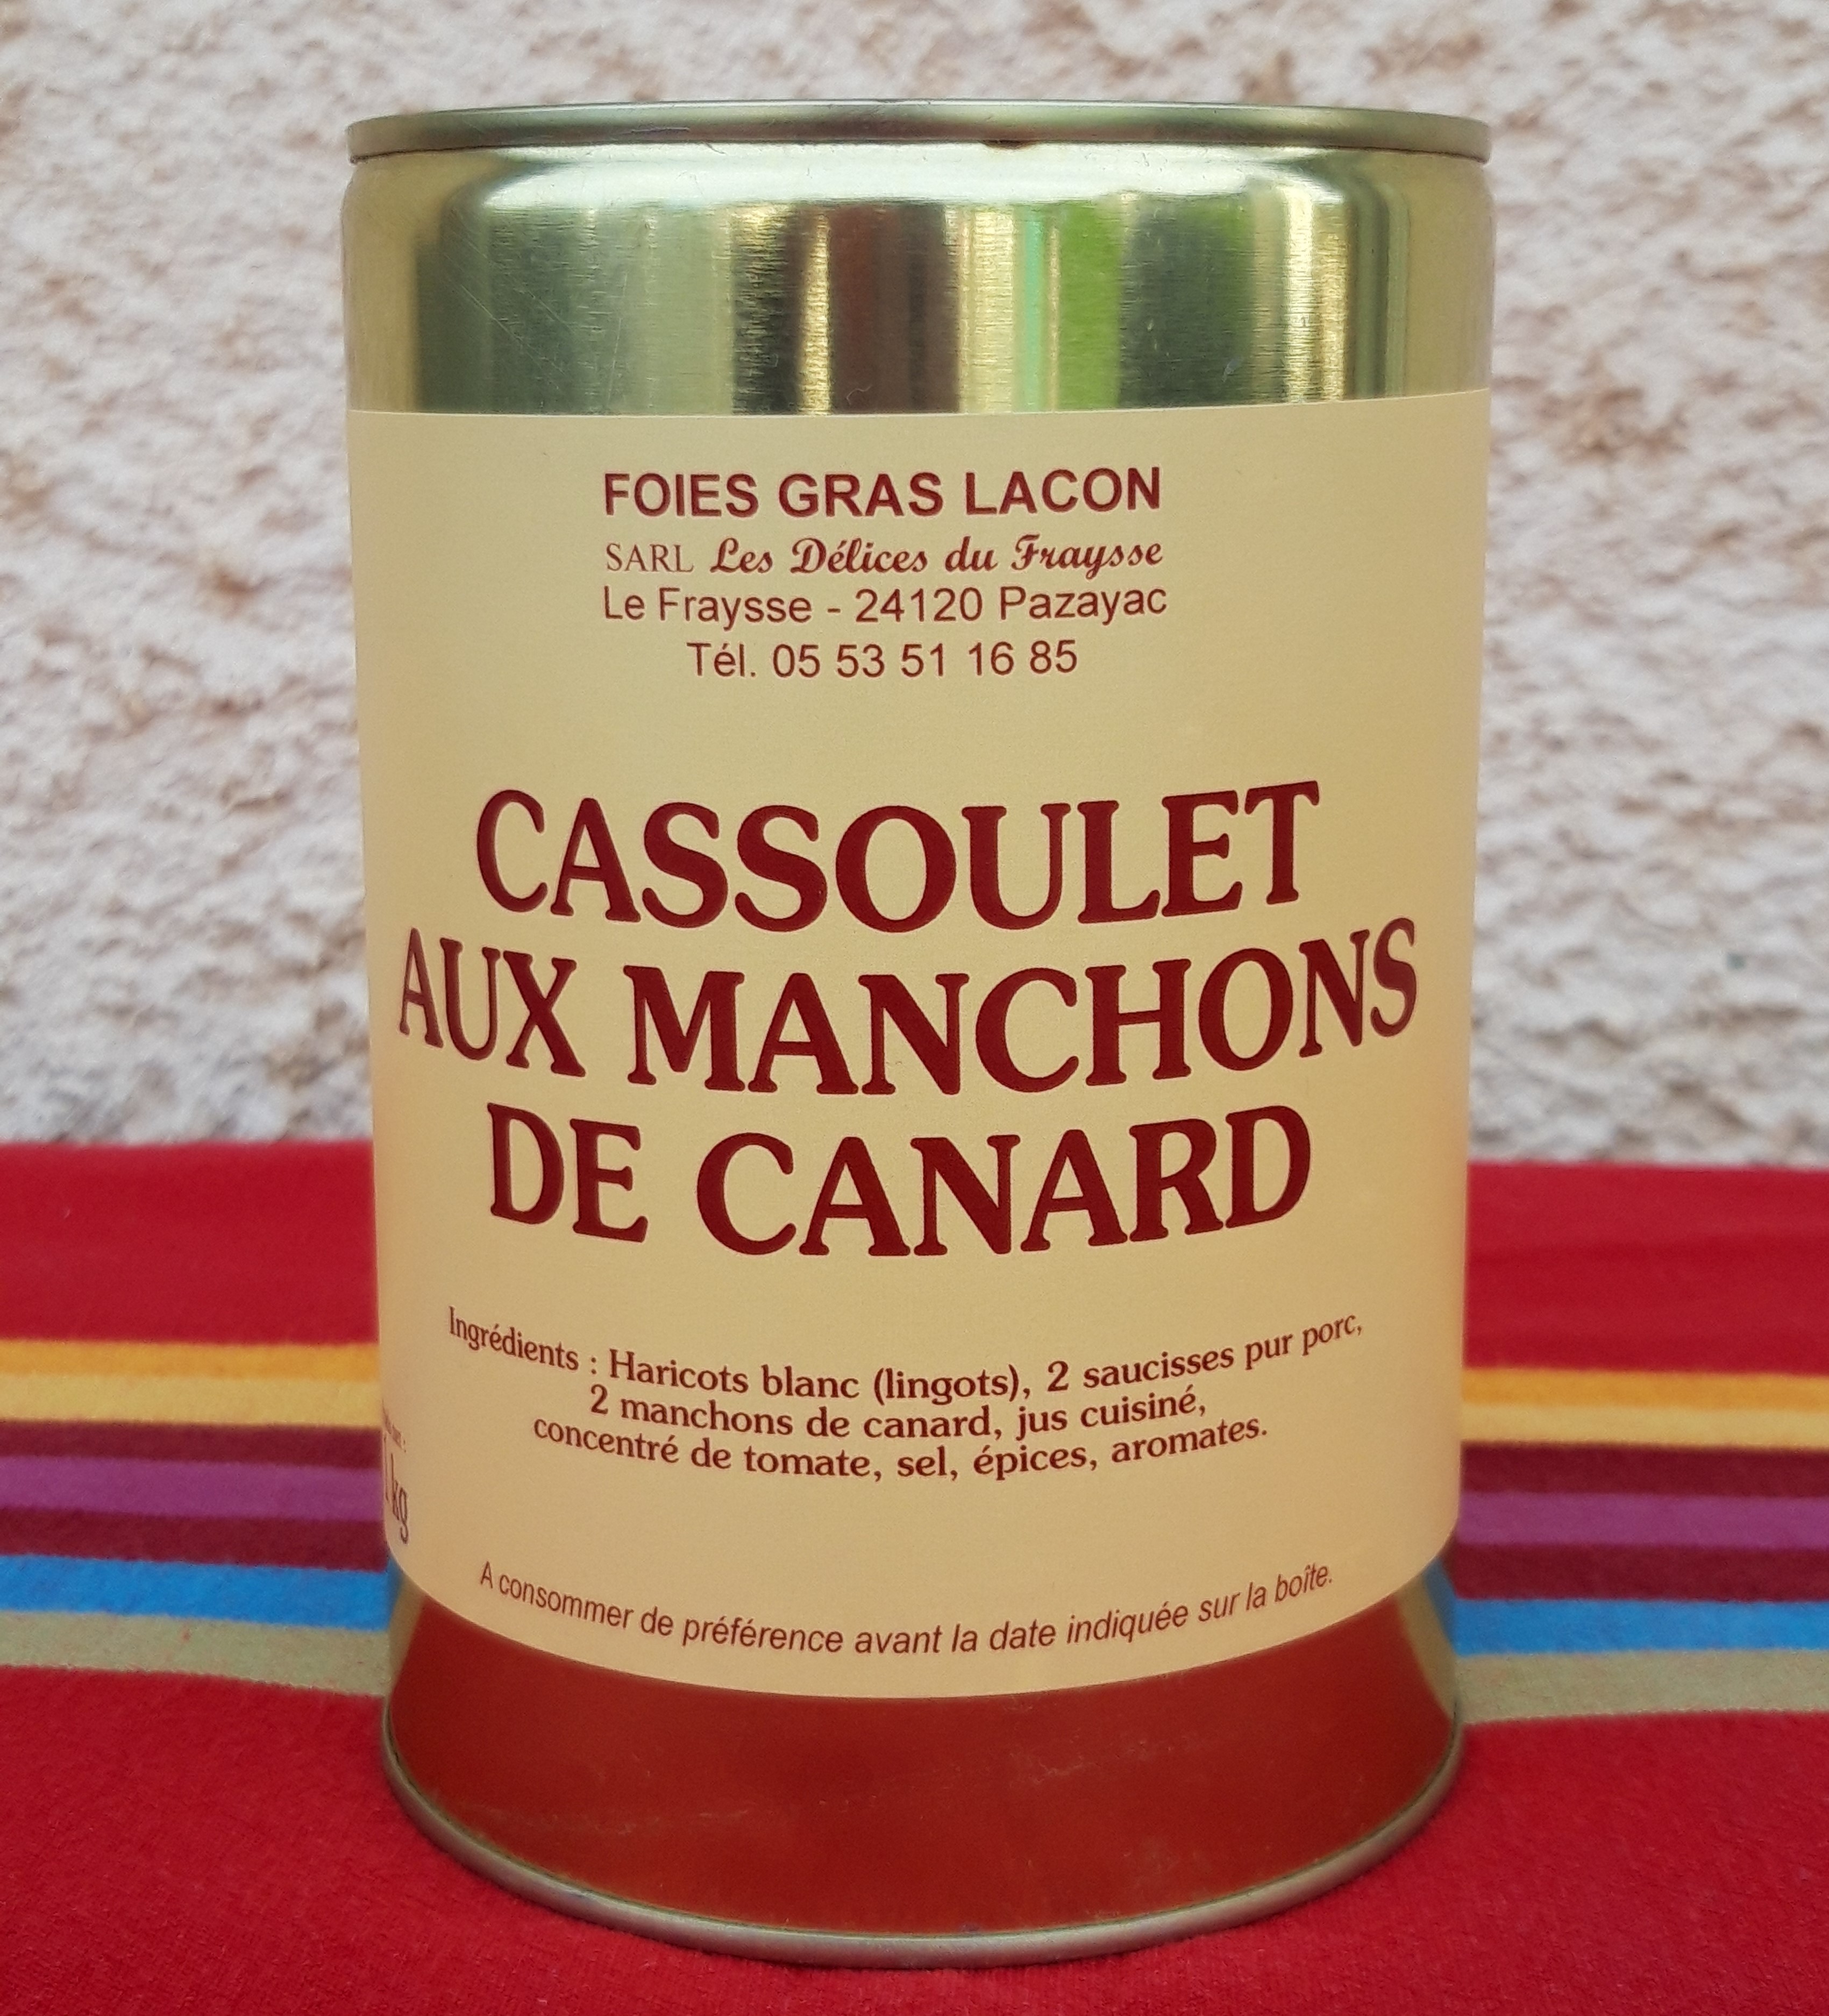 FOIES GRAS LACON
SARL Les Délices du Fraysse
Le Fraysse - 24120 Pazayac
Tél. 05 53 51 16 85
CASSOULET
AUX MANCHONS
DE CANARD
Ingrédients : Haricots blanc (lingots), 2 saucisses pur porc,
2 manchons de canard, jus cuisiné,
concentré de tomate, sel, épices, aromates.
1 kg
A consommer de préférence avant la date indiquée sur la boîte.